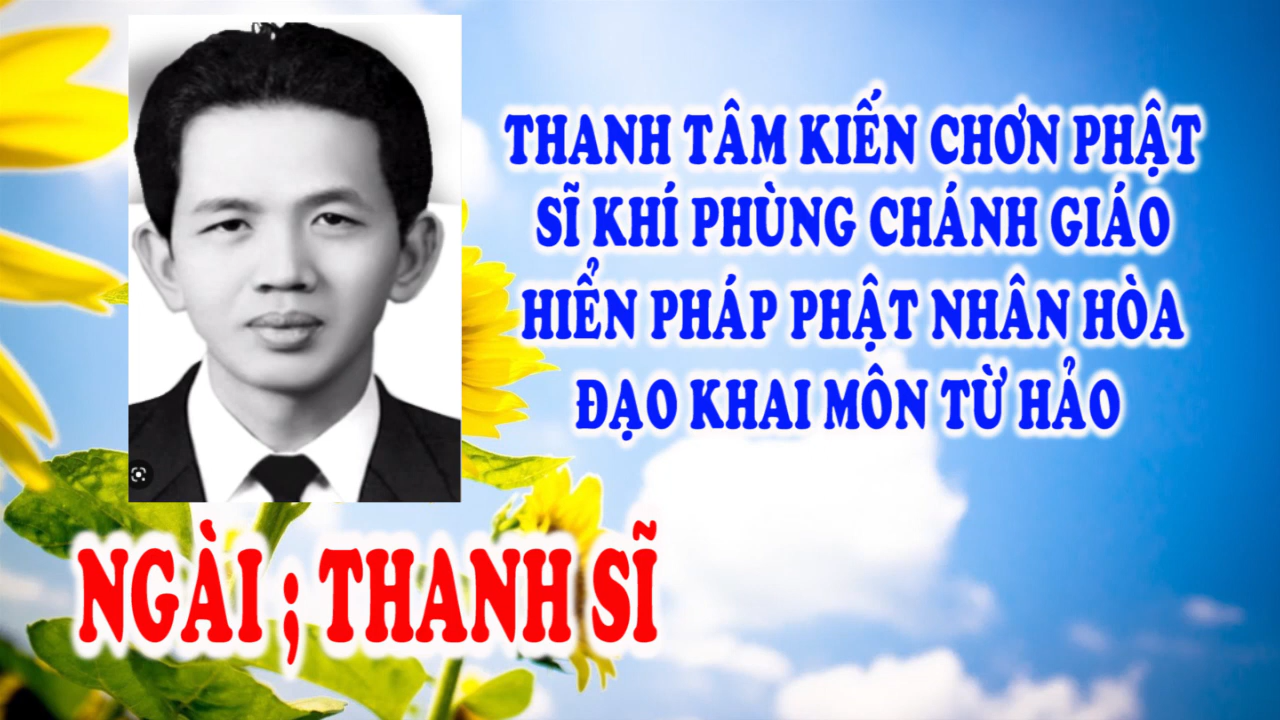 THANH TÂM KIẾN CHƠN PHẬT
SĨ KHÍ PHÙNG CHÁNH GIÁO
HIỂN PHÁP PHẬT NHÂN HÒA
ĐẠO KHAI MÔN TỪ HẢO
NGÀI ; THANH SĨ